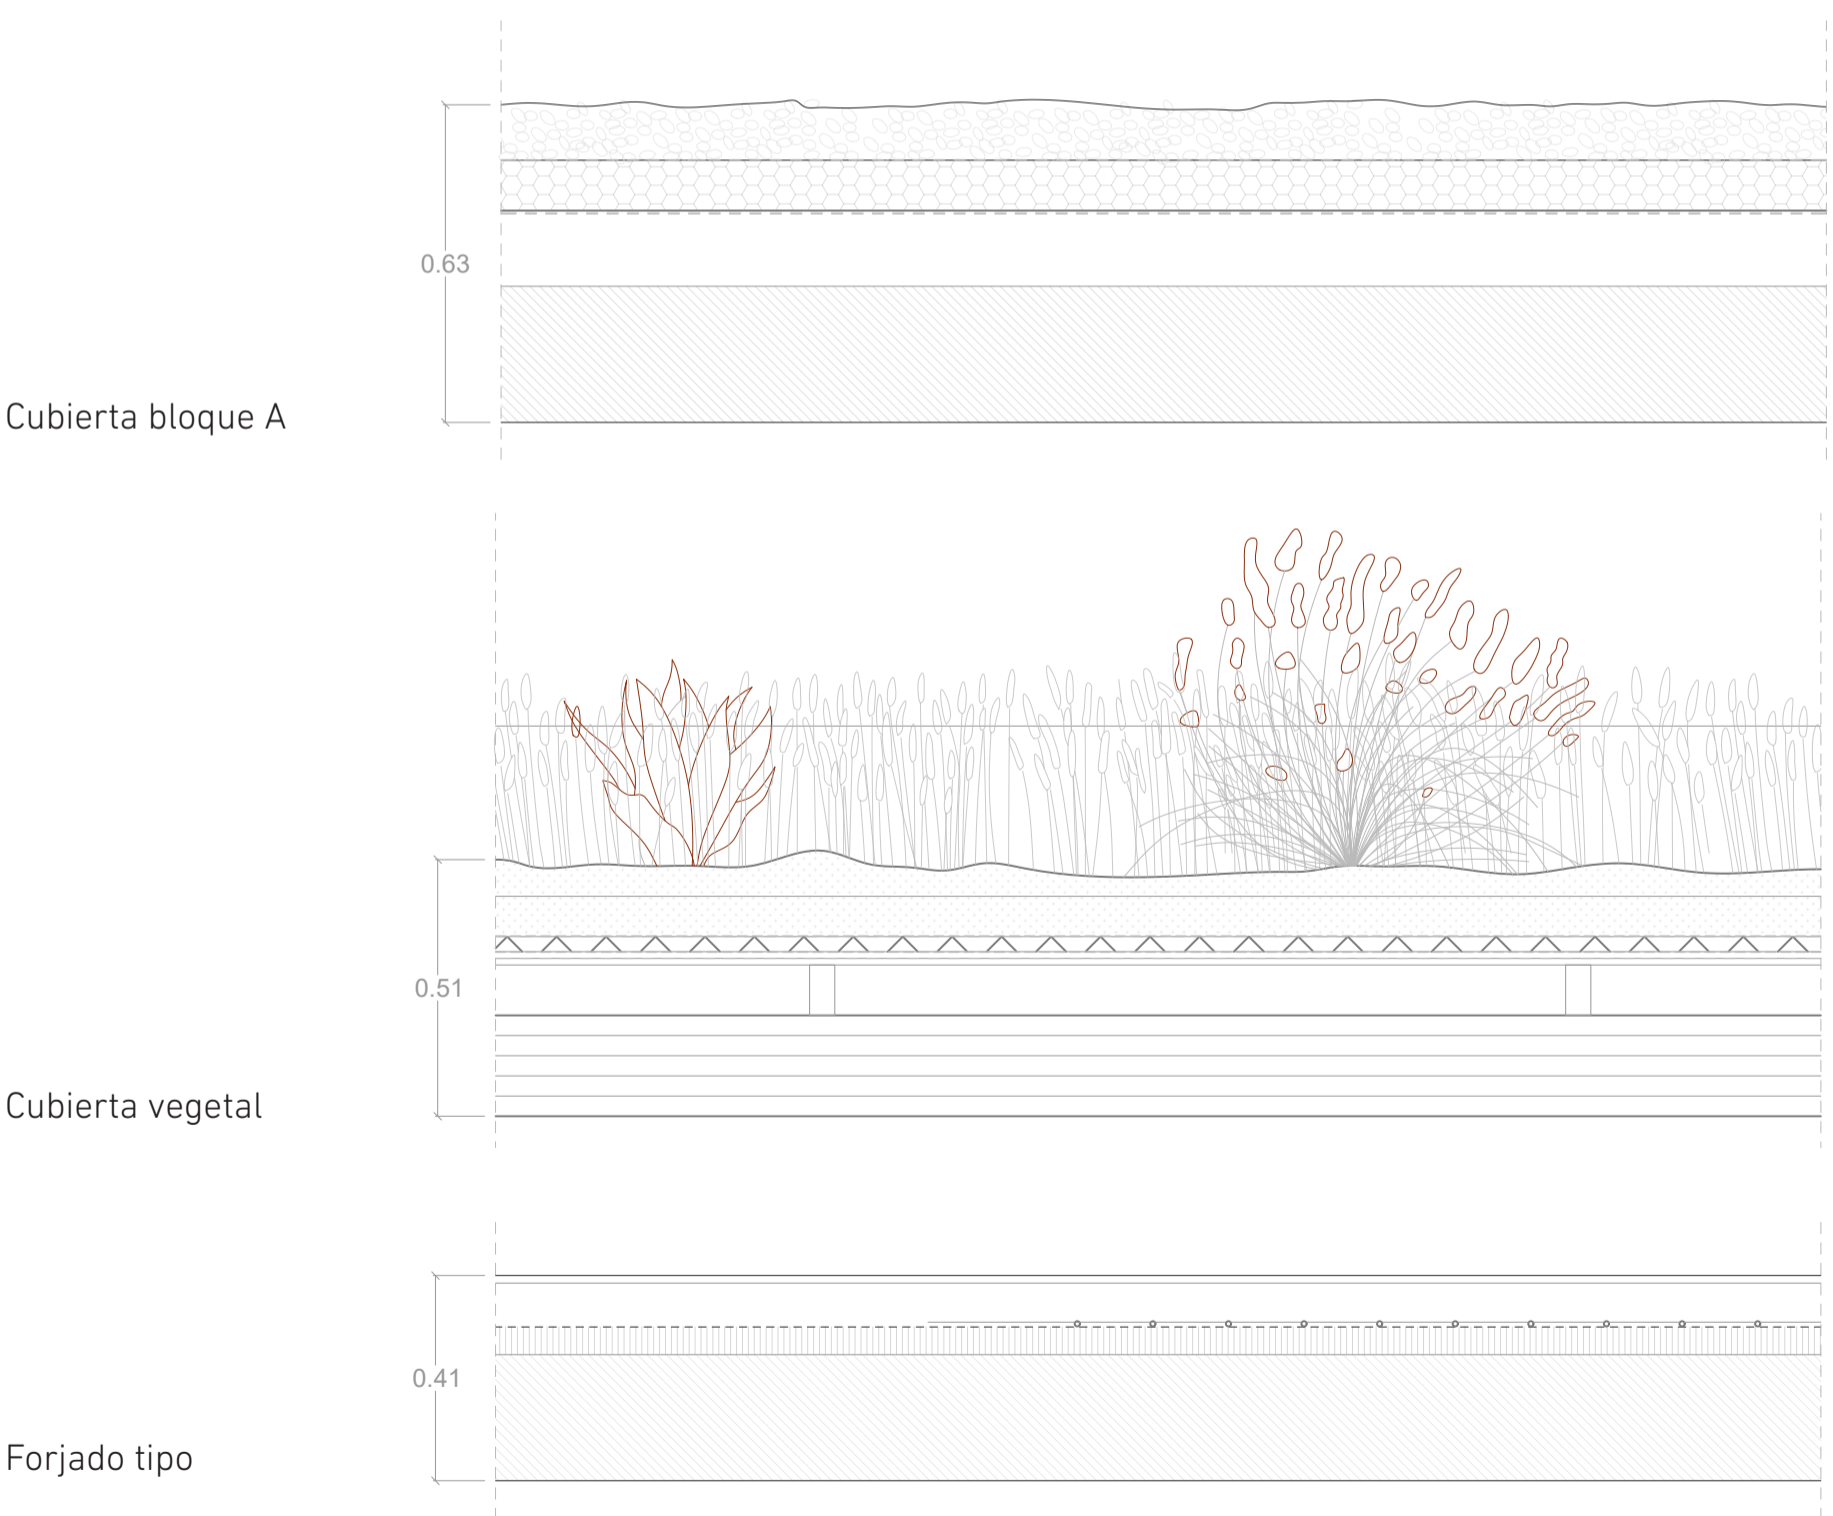 0.63
Cubierta bloque A
0.51
Cubierta vegetal
0.41
Forjado tipo